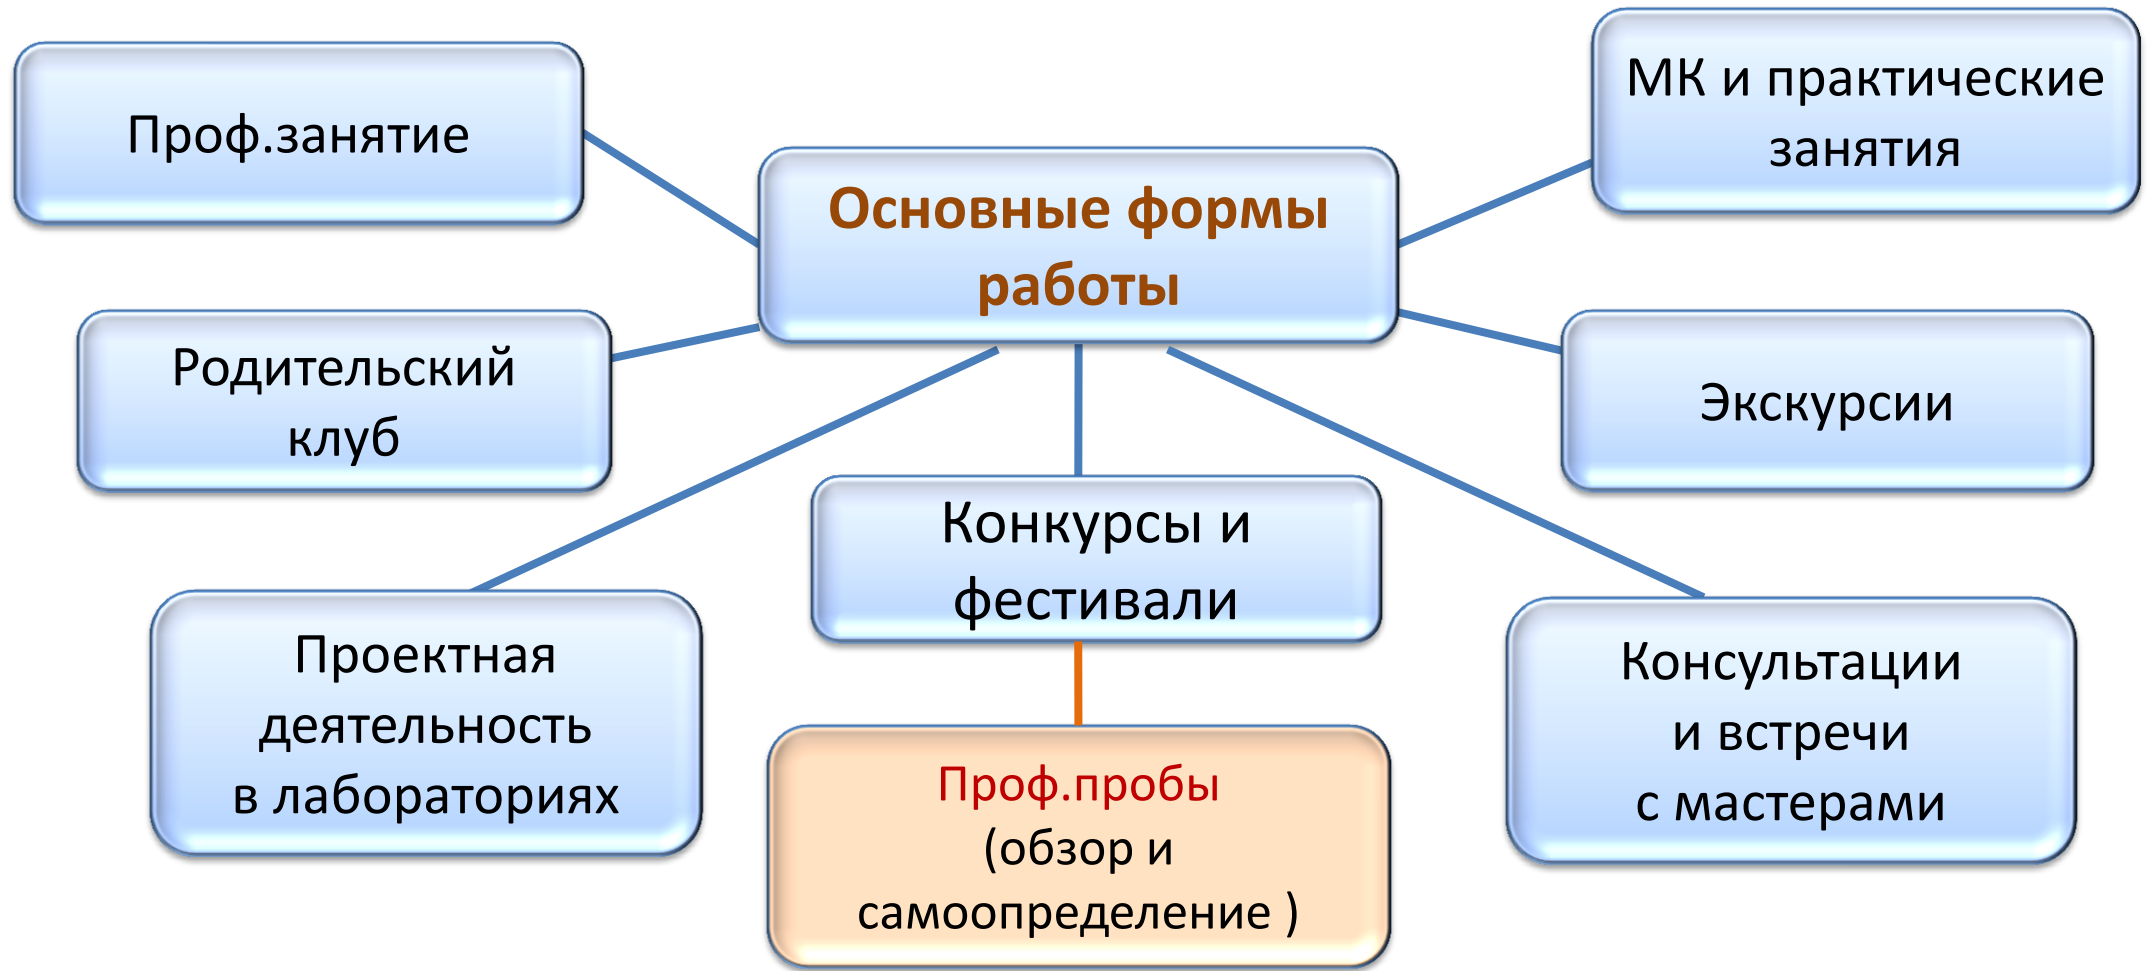 Проф.занятие
МК и практические
занятия
Основные формы
работы
Родительский
клуб
Экскурсии
Конкурсы и
фестивали
Проектная
деятельность
в лабораториях
Консультации
и встречи
с мастерами
Проф.пробы
(обзор и
самоопределение )